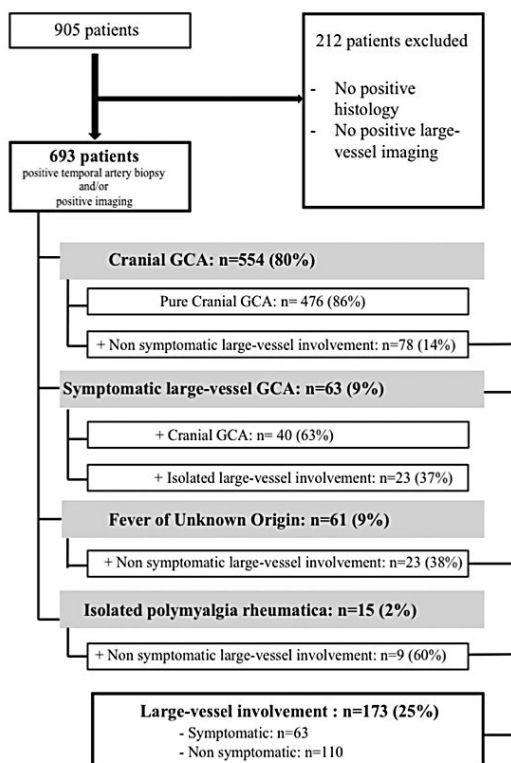 905 patients
212 patients excluded
- No positive
histology
- No positive large-
vessel imaging
693 patients
positive temporal artery biopsy
and/or
positive imaging
Cranial GCA: n=554 (80%)
Pure Cranial GCA: n= 476 (86%)
+ Non symptomatic large-vessel involvement: n=78 (14%)
Symptomatic large-vessel GCA: n=63 (9%)
+ Cranial GCA: n= 40 (63%)
+ Isolated large-vessel involvement: n=23 (37%)
Fever of Unknown Origin: n=61 (9%)
+ Non symptomatic large-vessel involvement: n=23 (38%)
Isolated polymyalgia rheumatica: n=15 (2%)
+ Non symptomatic large-vessel involvement: n=9 (60%)
Large-vessel involvement : n=173 (25%)
- Symptomatic: n=63
- Non symptomatic: n=110